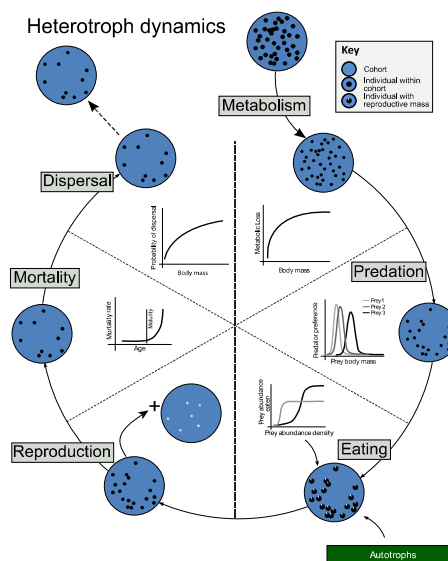 Heterotroph dynamics
Key
Cohort
Individual within
cohort
Individual with
reproductive mass
Metabolism
Dispersal
Probability of dispersal
Body mass
Metabolic Loss
Body mass
Mortality
Predation
Mortality rate
Maturity
Age
Predator preference
Prey 1
Prey 2
Prey 3
Prey body mass
+
Prey abundance
eaten
Prey abundance density
Reproduction
Eating
Autotrophs